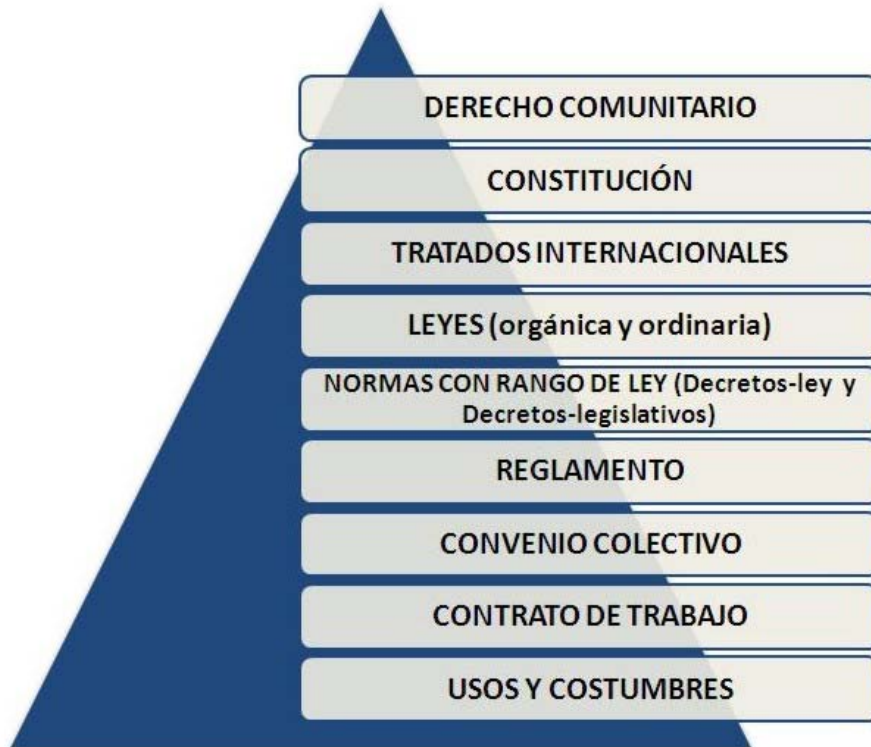 DERECHO COMUNITARIO
CONSTITUCIÓN
TRATADOS INTERNACIONALES
LEYES (orgánica y ordinaria)
NORMAS CON RANGO DE LEY (Decretos-ley y
Decretos-legislativos)
REGLAMENTO
CONVENIO COLECTIVO
CONTRATO DE TRABAJO
USOS Y COSTUMBRES